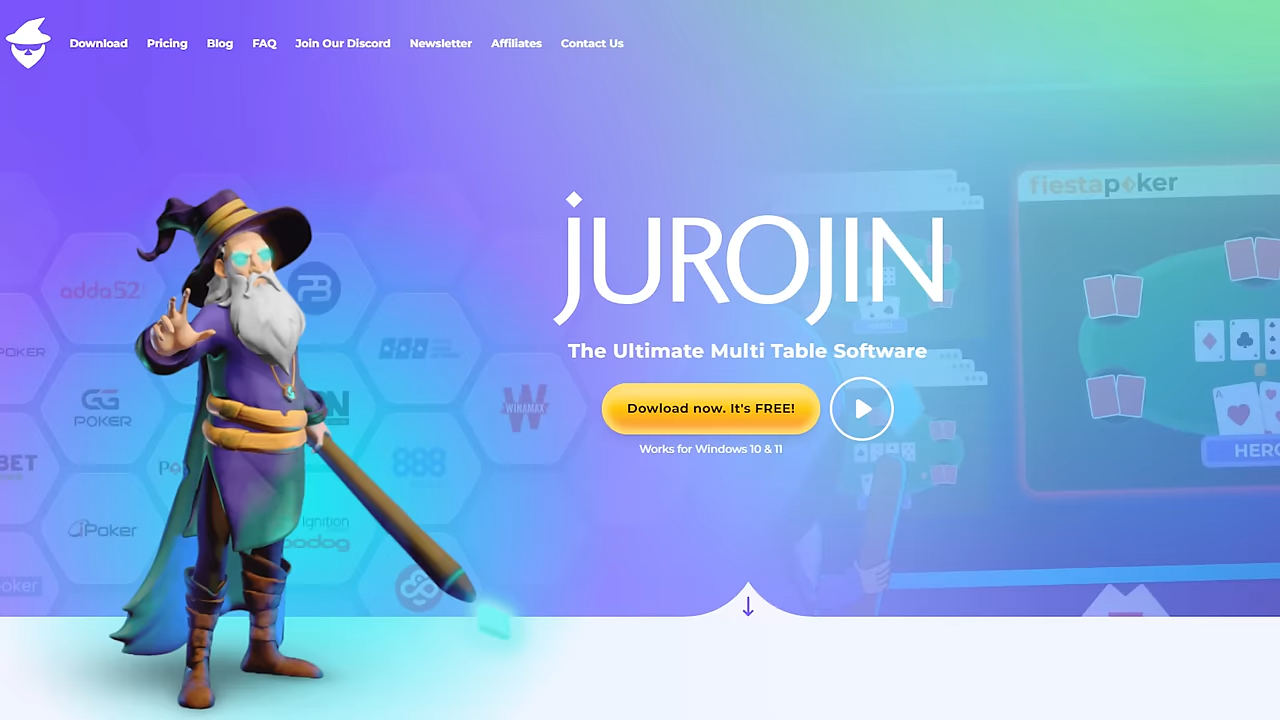 Download Pricing Blog FAQ Join Our Discord Newsletter Affiliates Contact Us
fiestapoker
JUROJIN
The Ultimate Multi Table Software
Dowload now. It's FREE!
Works for Windows 10 & 11
adda52
POKER
GG
POKER
WINAMAX
BET
888
iPoker
Ignition
bodog
poker
HERO